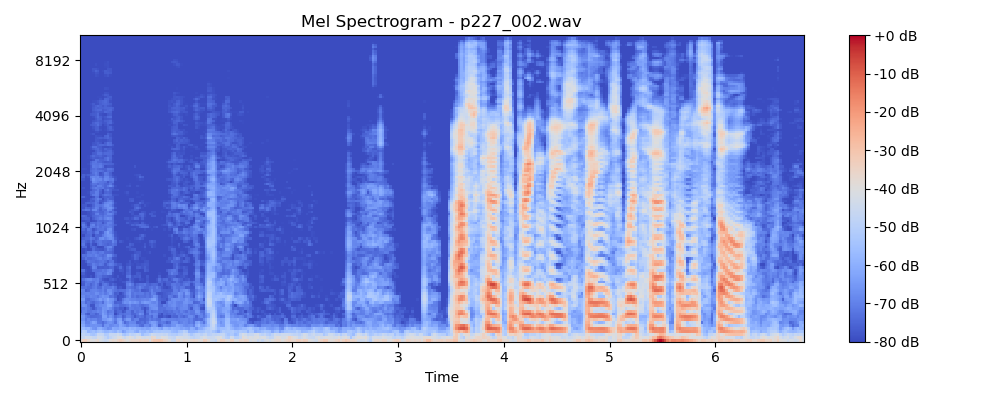 Mel Spectrogram - p227_002.wav
Hz
8192
4096
2048
1024
512
0
0 1 2 3 4 5 6
Time
+0 dB
-10 dB
-20 dB
-30 dB
-40 dB
-50 dB
-60 dB
-70 dB
-80 dB